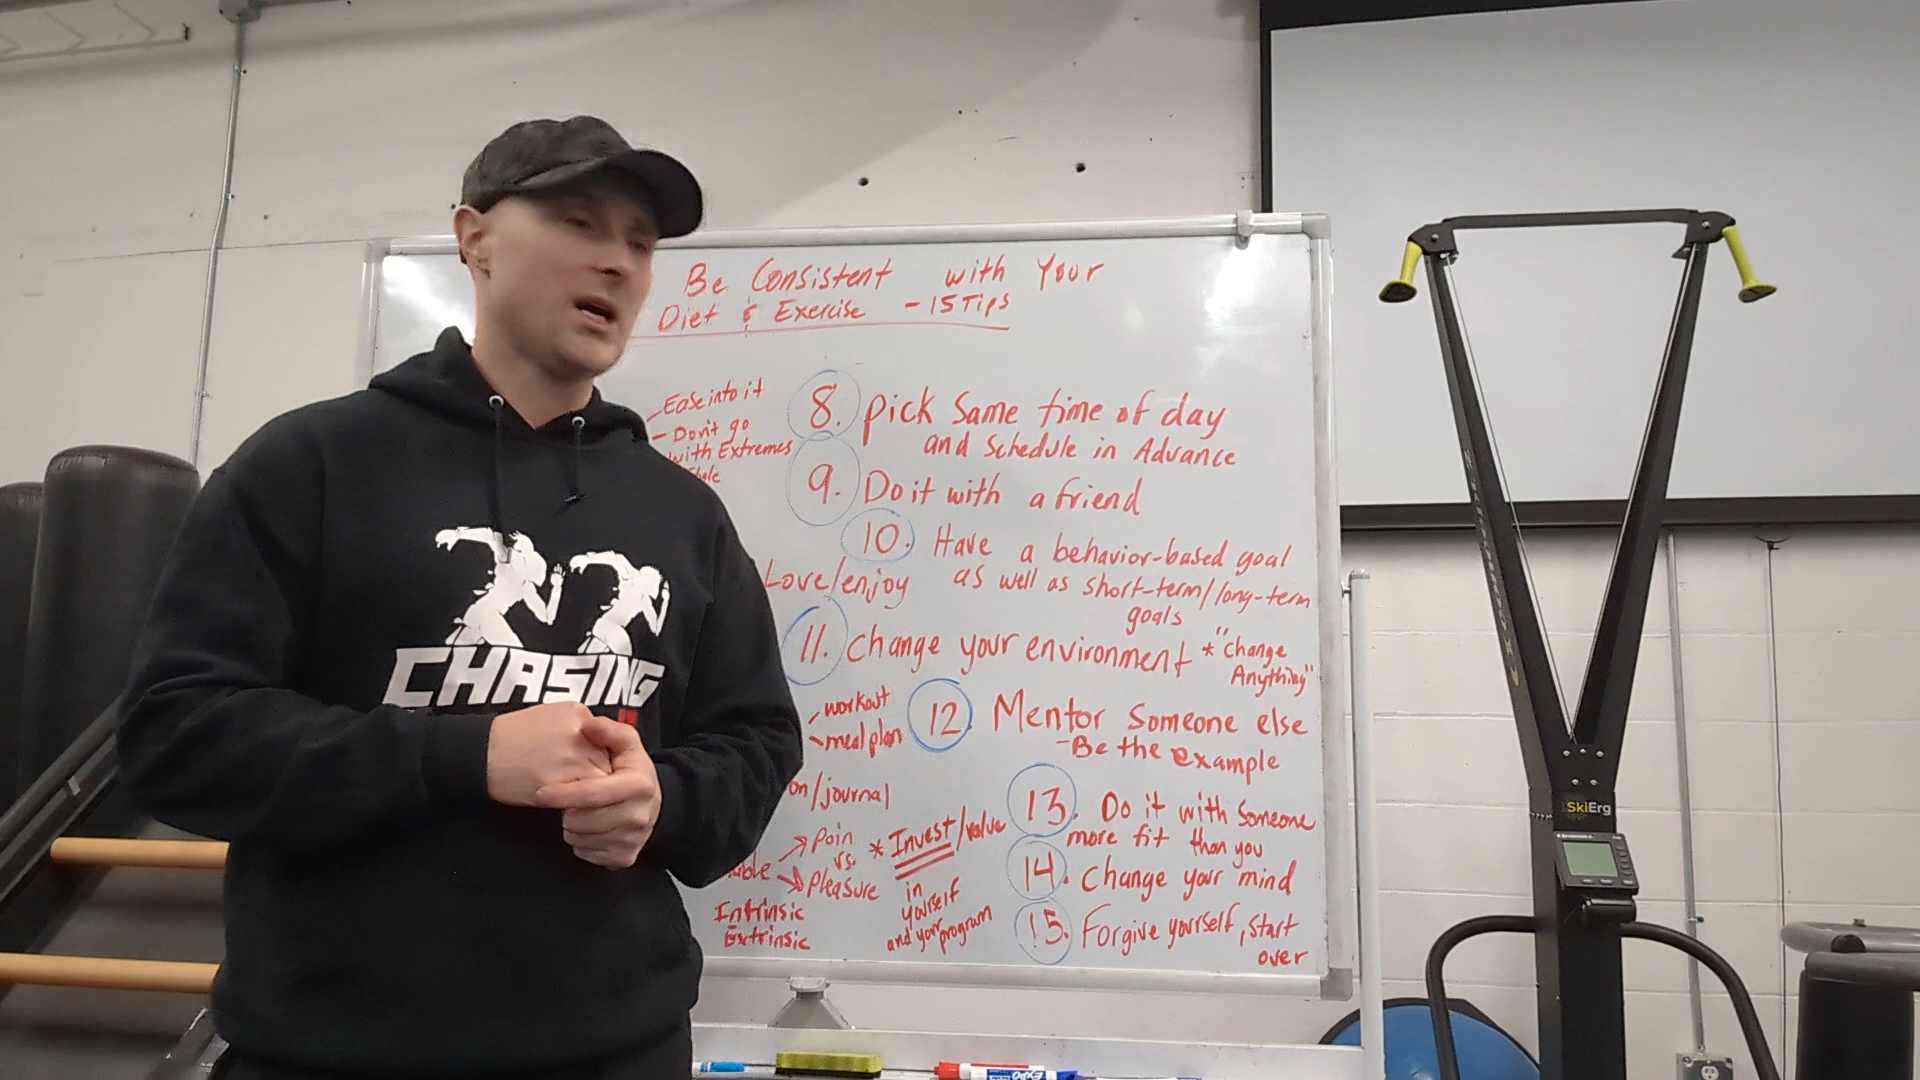 Be Consistent with Your
Diet & Exercise - 15 Tips
- Ease into it
- Don't go
with Extremes
8. Pick Same time of day
and Schedule in Advance
9. Do it with a friend
10. Have a behavior-based goal
as well as short-term/long-term
goals
Love/enjoy
11. Change your environment * "Change
Anything"
- workout
- meal plan
12. Mentor Someone else
- Be the example
on/journal
13. Do it with Someone
more fit than you
Pain
vs.
Pleasure
* Invest/value
in
yourself
and your program
14. Change your mind
Intrinsic
Extrinsic
15. Forgive yourself, start
over
CHASING
SkiErg
EXPO